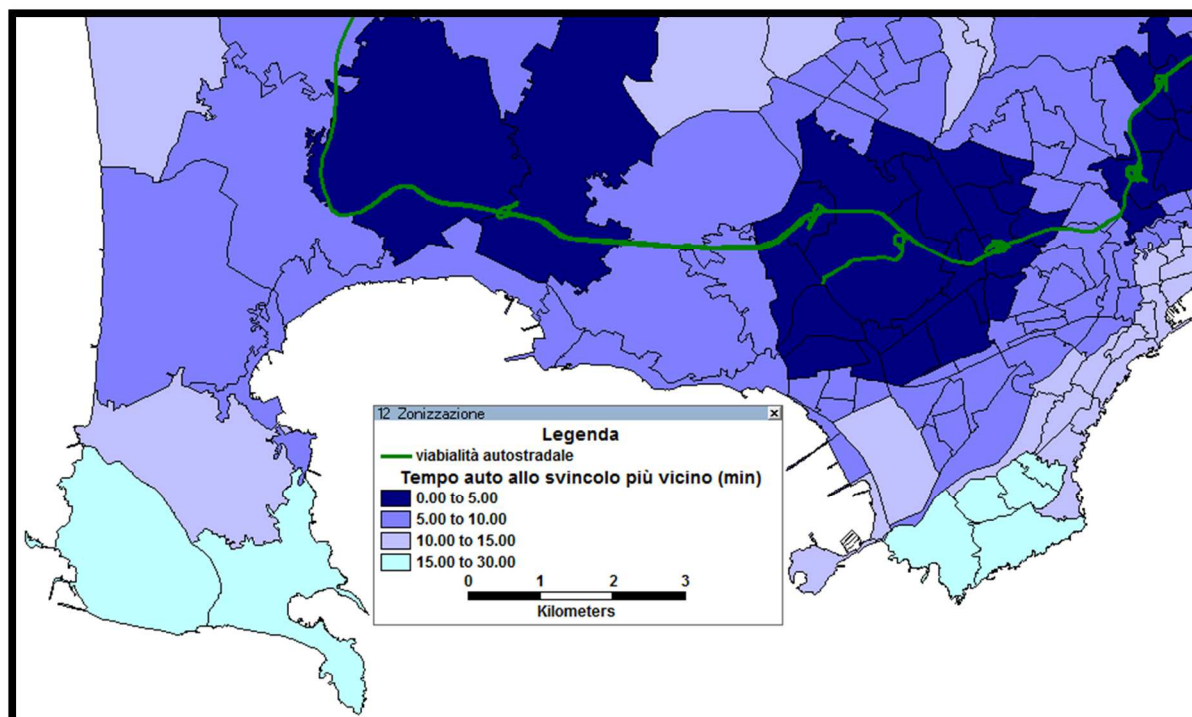 12 Zonizzazione
Legenda
viabialità autostradale
Tempo auto allo svincolo più vicino (min)
0.00 to 5.00
5.00 to 10.00
10.00 to 15.00
15.00 to 30.00
0 1 2 3
Kilometers